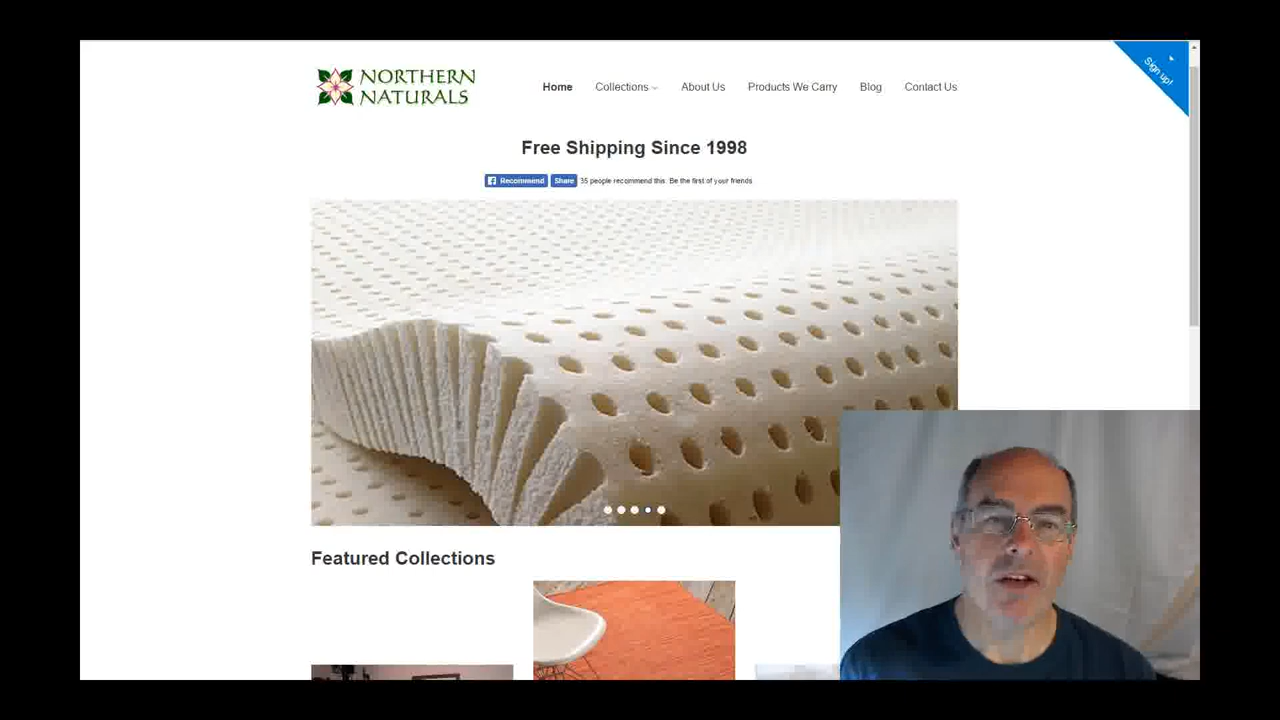 NORTHERN
NATURALS
Home Collections About Us Products We Carry Blog Contact Us
Sign up!
Free Shipping Since 1998
Recommend Share 35 people recommend this. Be the first of your friends
Featured Collections